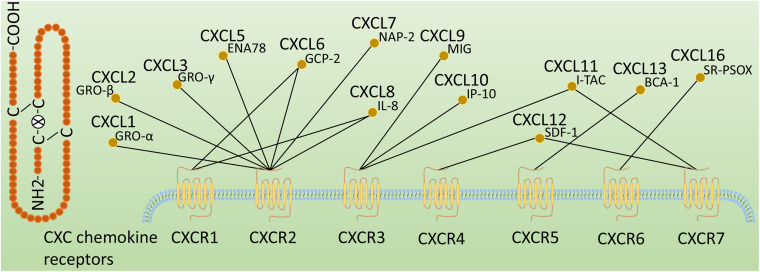 -COOH
C
C
X
C
C
NH2-
CXCL1
GRO-α
CXCL2
GRO-β
CXCL3
GRO-γ
CXCL5
ENA78
CXCL6
GCP-2
CXCL7
NAP-2
CXCL8
IL-8
CXCL9
MIG
CXCL10
IP-10
CXCL11
I-TAC
CXCL12
SDF-1
CXCL13
BCA-1
CXCL16
SR-PSOX
CXC chemokine
receptors
CXCR1
CXCR2
CXCR3
CXCR4
CXCR5
CXCR6
CXCR7